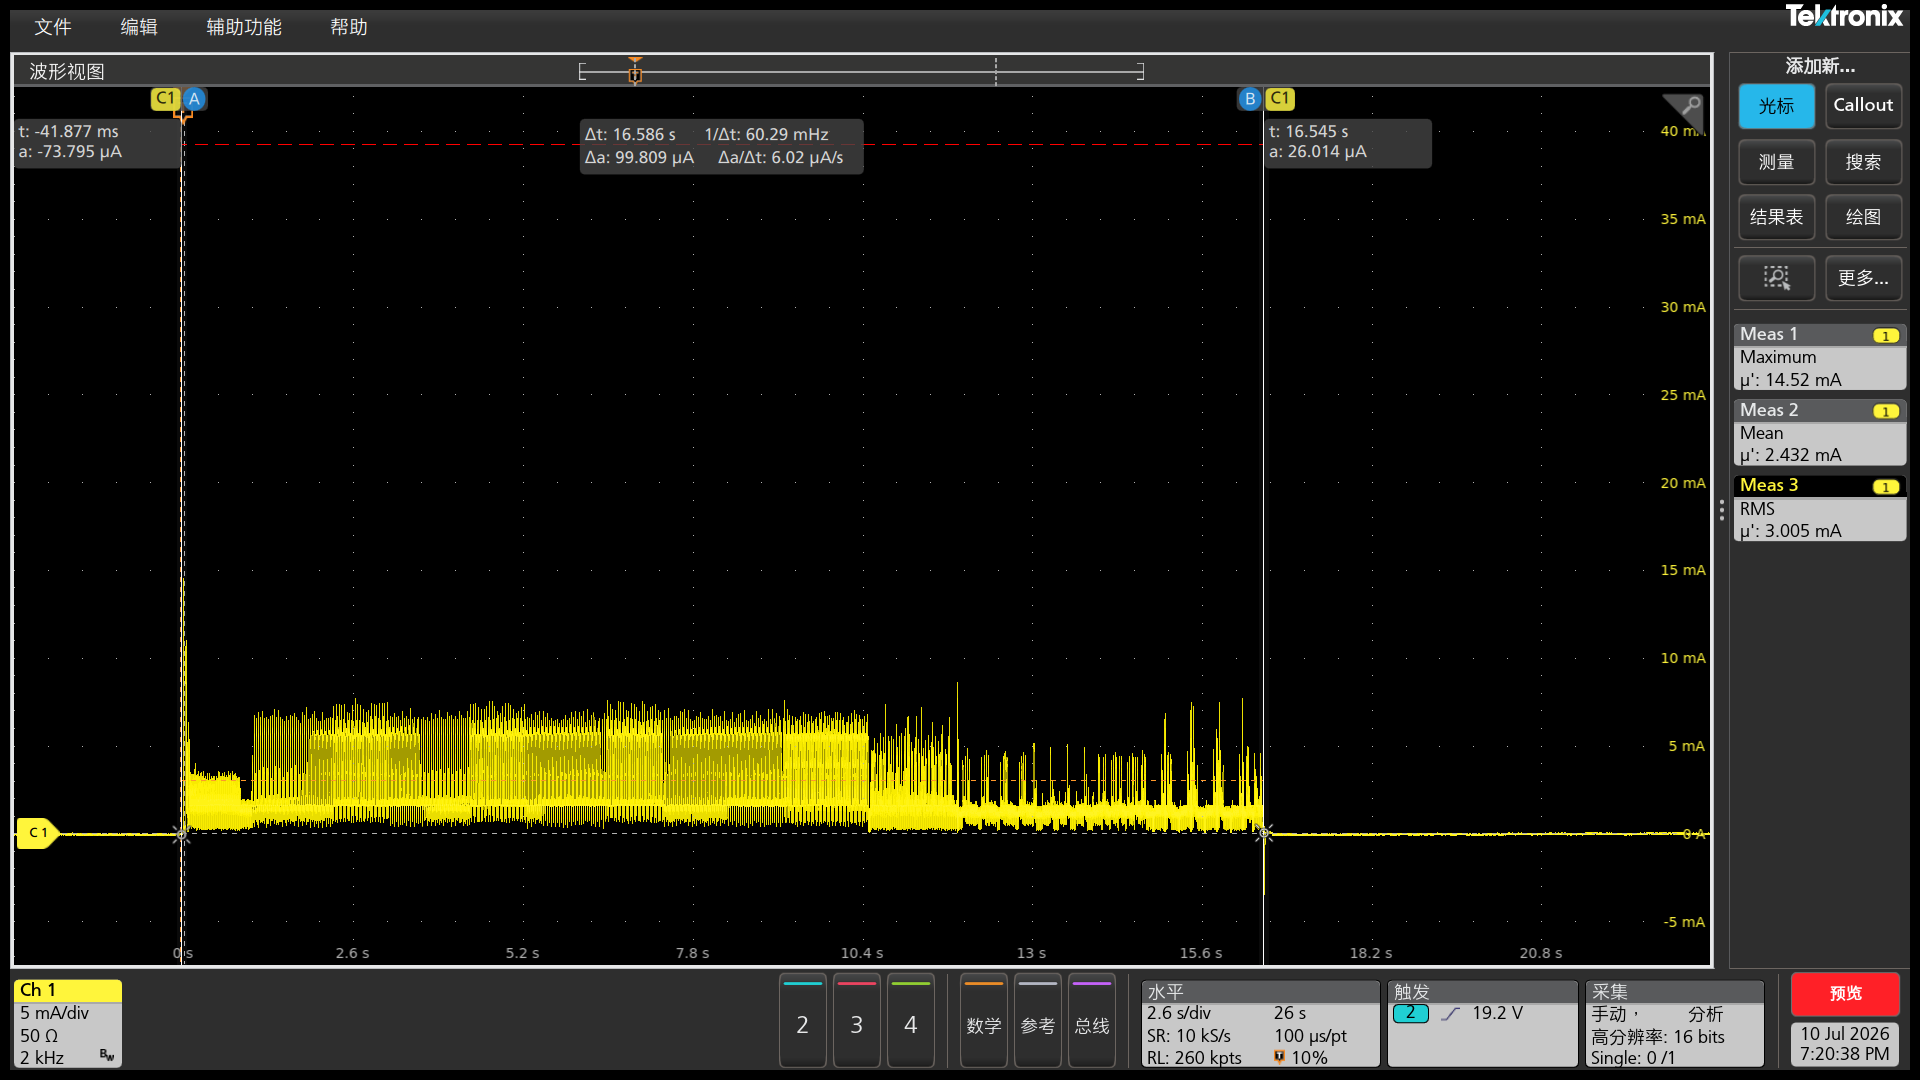 文件 编辑 辅助功能 帮助
Tektronix
波形视图
T
C1 A
B C1
t: -41.877 ms
a: -73.795 µA
Δt: 16.586 s 1/Δt: 60.29 mHz
Δa: 99.809 µA Δa/Δt: 6.02 µA/s
t: 16.545 s
a: 26.014 µA
40 mA
35 mA
30 mA
25 mA
20 mA
15 mA
10 mA
5 mA
0 A
-5 mA
C 1
0 s 2.6 s 5.2 s 7.8 s 10.4 s 13 s 15.6 s 18.2 s 20.8 s
添加新...
光标 Callout
测量 搜索
结果表 绘图
更多...
Meas 1 1
Maximum
µ': 14.52 mA
Meas 2 1
Mean
µ': 2.432 mA
Meas 3 1
RMS
µ': 3.005 mA
Ch 1
5 mA/div
50 Ω
2 kHz Bw
2 3 4 数学 参考 总线
水平
2.6 s/div 26 s
SR: 10 kS/s 100 µs/pt
RL: 260 kpts T 10%
触发
2 19.2 V
采集
手动， 分析
高分辨率: 16 bits
Single: 0 /1
预览
10 Jul 2026
7:20:38 PM